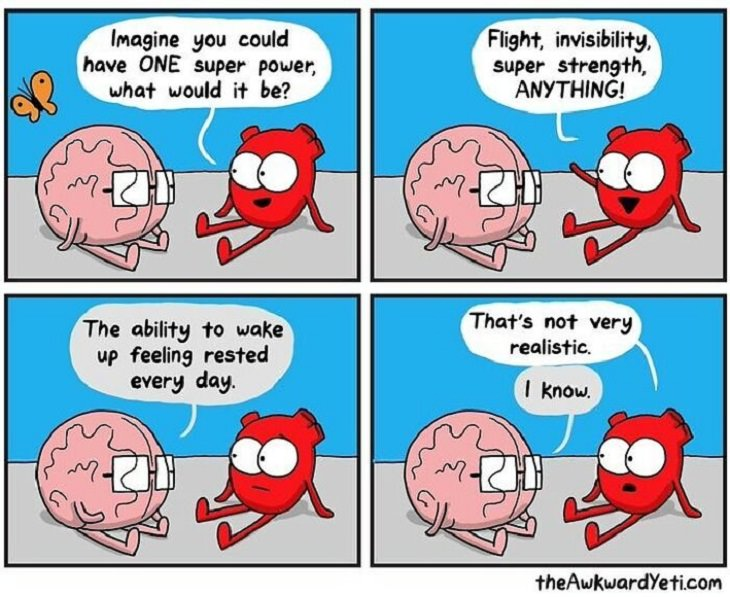 Imagine you could
have ONE super power,
what would it be?
Flight, invisibility,
super strength,
ANYTHING!
The ability to wake
up feeling rested
every day.
That's not very
realistic.
I know.
theAwkwardYeti.com